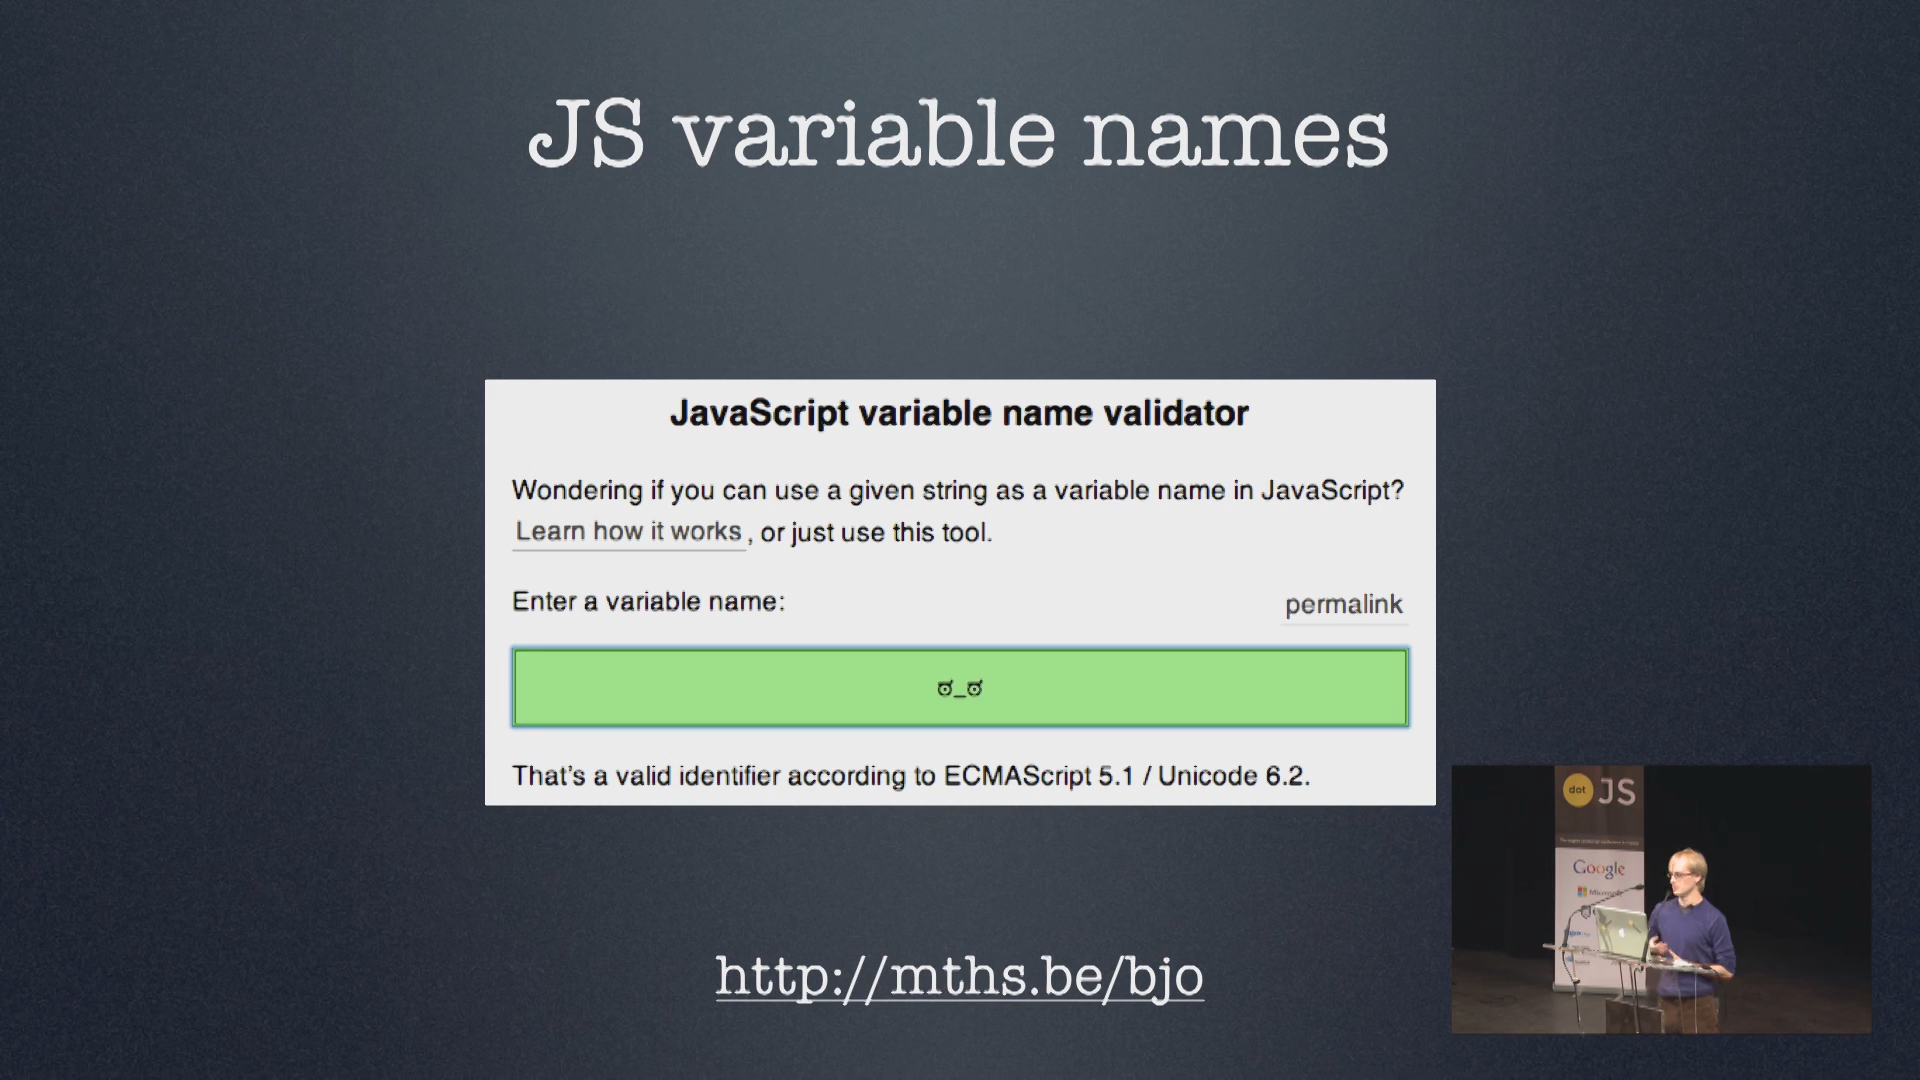 JS variable names
JavaScript variable name validator
Wondering if you can use a given string as a variable name in JavaScript?
Learn how it works, or just use this tool.
Enter a variable name:
permalink
ಠ_ಠ
That's a valid identifier according to ECMAScript 5.1 / Unicode 6.2.
http://mths.be/bjo
dot JS
Google
Microsoft